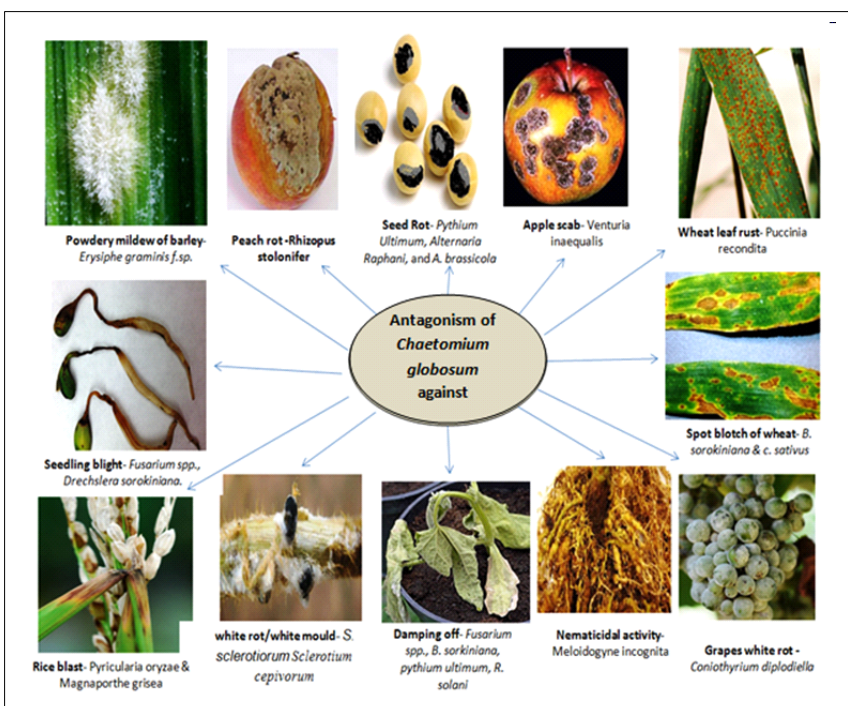 Powdery mildew of barley-
Erysiphe graminis f.sp.
Peach rot -Rhizopus
stolonifer
Seed Rot- Pythium
Ultimum, Alternaria
Raphani, and A. brassicola
Apple scab- Venturia
inaequalis
Wheat leaf rust- Puccinia
recondita
Antagonism of
Chaetomium
globosum
against
Seedling blight- Fusarium spp.,
Drechslera sorokiniana.
Spot blotch of wheat- B.
sorokiniana & c. sativus
Rice blast- Pyricularia oryzae &
Magnaporthe grisea
white rot/white mould- S.
sclerotiorum Sclerotium
cepivorum
Damping off- Fusarium
spp., B. sorkiniana,
pythium ultimum, R.
solani
Nematicidal activity-
Meloidogyne incognita
Grapes white rot -
Coniothyrium diplodiella